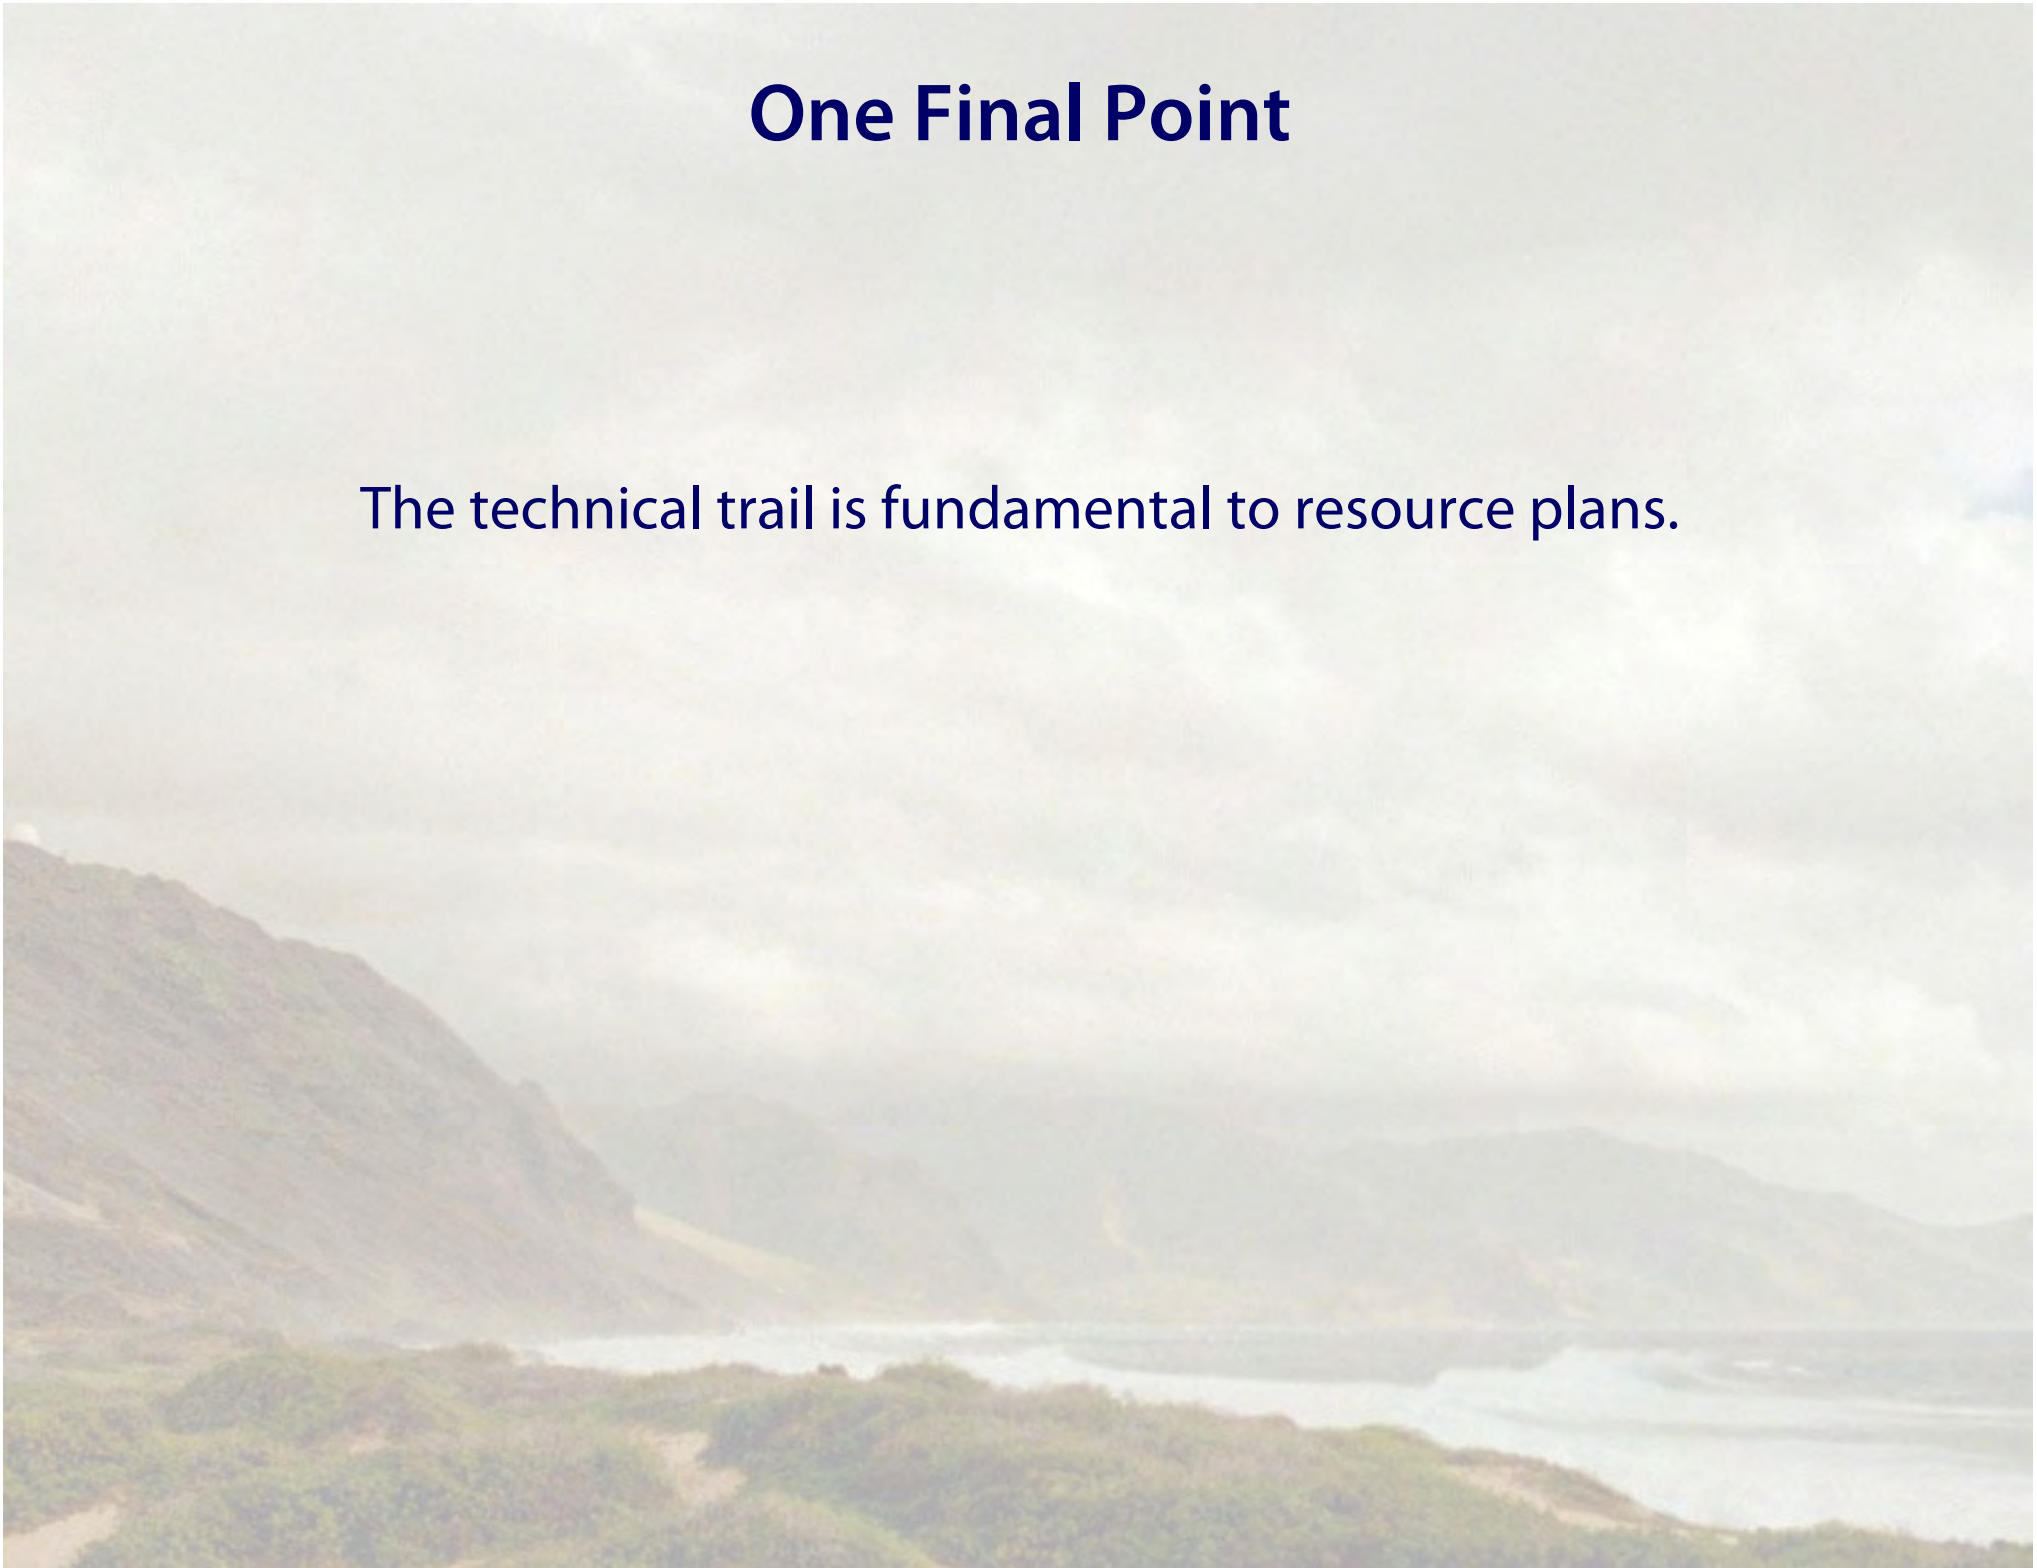 One Final Point
The technical trail is fundamental to resource plans.